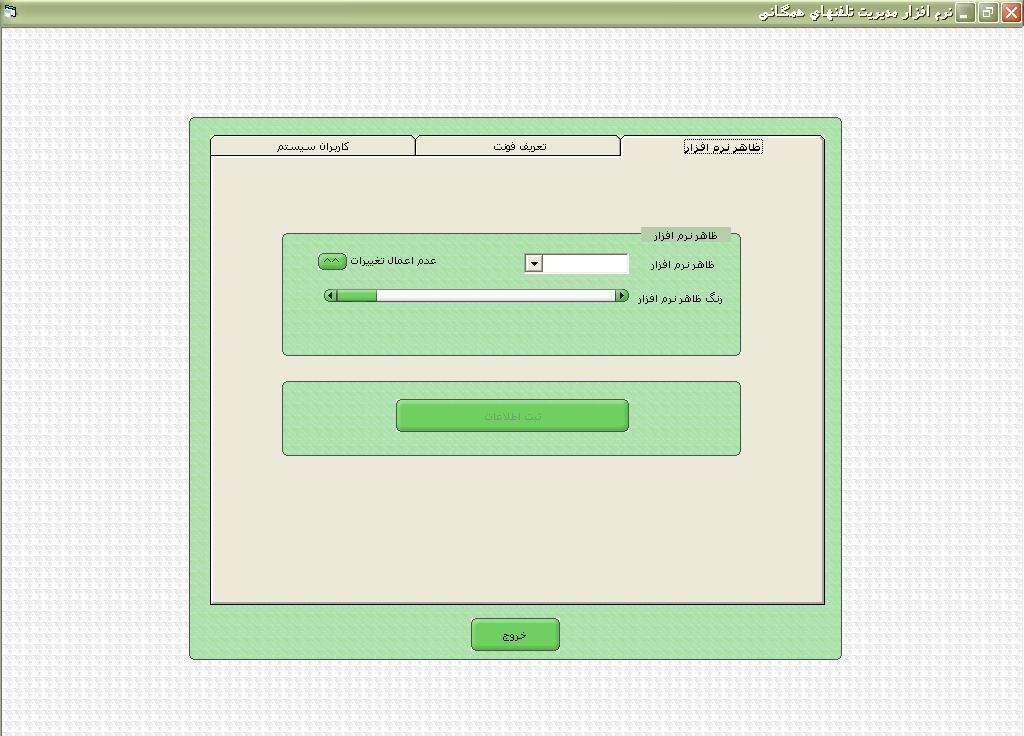 نرم افزار مديريت تلفنهاي همگاني
ظاهر نرم افزار
تعريف فونت
كاربران سيستم
ظاهر نرم افزار
ظاهر نرم افزار
عدم اعمال تغييرات
^^
رنگ ظاهر نرم افزار
ثبت اطلاعات
خروج